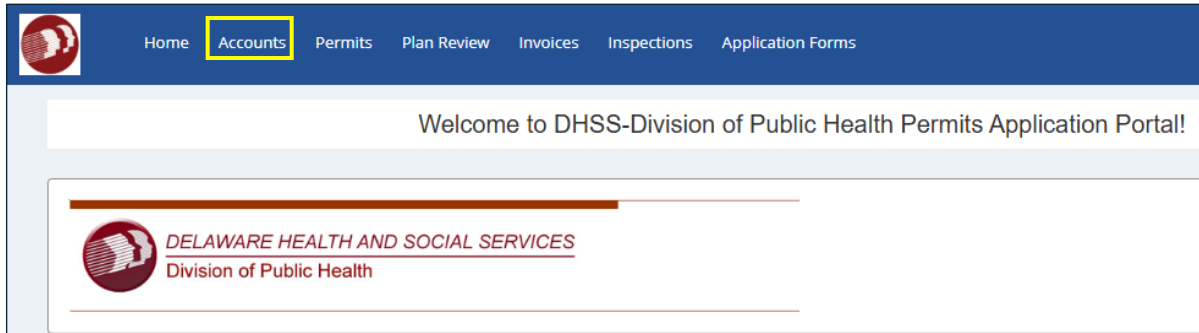 Home Accounts Permits Plan Review Invoices Inspections Application Forms
Welcome to DHSS-Division of Public Health Permits Application Portal!
DELAWARE HEALTH AND SOCIAL SERVICES
Division of Public Health